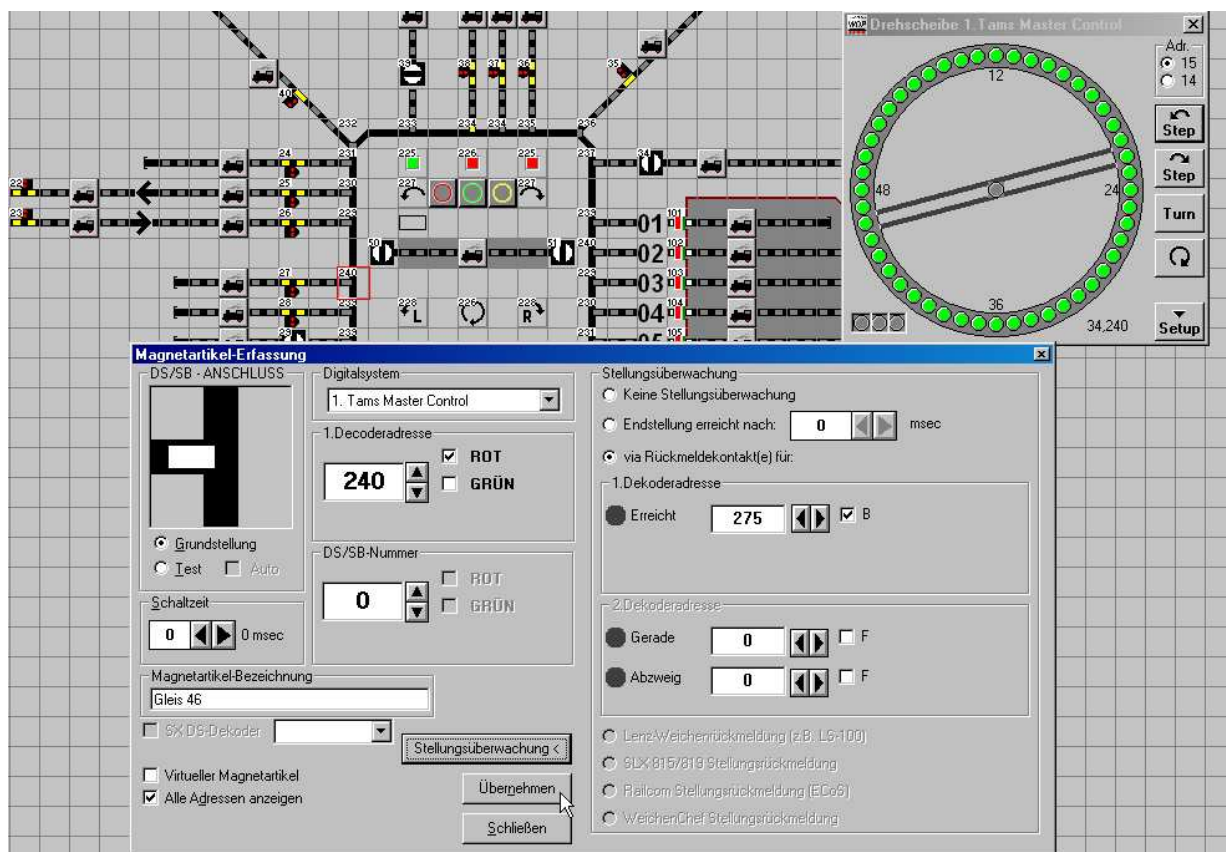 WDP Drehscheibe 1. Tams Master Control
Adr.
15
14
Step
Step
Turn
Setup
12
24
36
48
34,240
39
38
37
36
35
40
232
233
234
234
235
236
24
231
225
226
225
237
34
25
230
227
227
26
229
239
01
101
50
51
240
02
102
27
240
229
03
103
28
239
228
L
226
228
R
230
04
104
29
239
231
105
Magnetartikel-Erfassung
DS/SB - ANSCHLUSS
Grundstellung
Test
Auto
Schaltzeit
0
0 msec
Digitalsystem
1. Tams Master Control
1.Decoderadresse
240
ROT
GRÜN
DS/SB-Nummer
0
ROT
GRÜN
Magnetartikel-Bezeichnung
Gleis 46
SX DS-Dekoder
Virtueller Magnetartikel
Alle Adressen anzeigen
Stellungsüberwachung <
Übernehmen
Schließen
Stellungsüberwachung
Keine Stellungsüberwachung
Endstellung erreicht nach:
0
msec
via Rückmeldekontakt(e) für:
1.Dekoderadresse
Erreicht
275
B
2.Dekoderadresse
Gerade
0
F
Abzweig
0
F
Lenz-Weichenrückmeldung (z.B. LS-100)
SLX 815/819 Stellungsrückmeldung
Railcom Stellungsrückmeldung (ECoS)
WeichenChef Stellungsrückmeldung